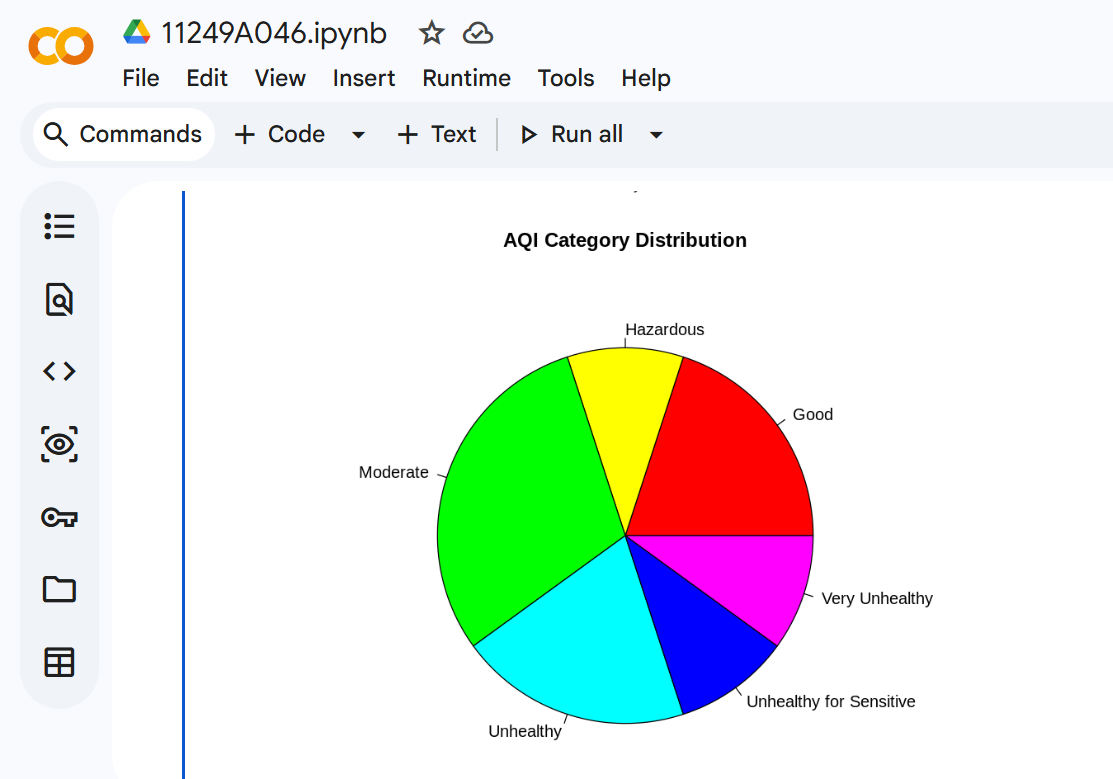 11249A046.ipynb
File Edit View Insert Runtime Tools Help
Commands + Code + Text Run all
AQI Category Distribution
Hazardous
Good
Moderate
Very Unhealthy
Unhealthy for Sensitive
Unhealthy